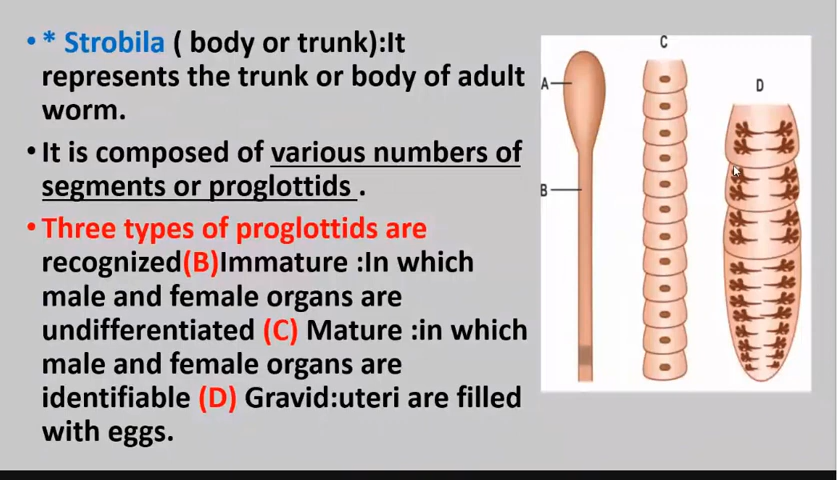 • * Strobila ( body or trunk):It
represents the trunk or body of adult
worm.
• It is composed of various numbers of
segments or proglottids .
• Three types of proglottids are
recognized(B)Immature :In which
male and female organs are
undifferentiated (C) Mature :in which
male and female organs are
identifiable (D) Gravid:uteri are filled
with eggs.
A
B
C
D